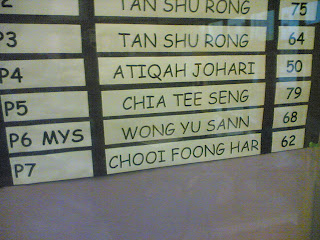 P2 TAN SHU RONG 75
P3 TAN SHU RONG 64
P4 ATIQAH JOHARI 50
P5 CHIA TEE SENG 79
P6 MYS WONG YU SANN 68
P7 CHOOI FOONG HAR 62